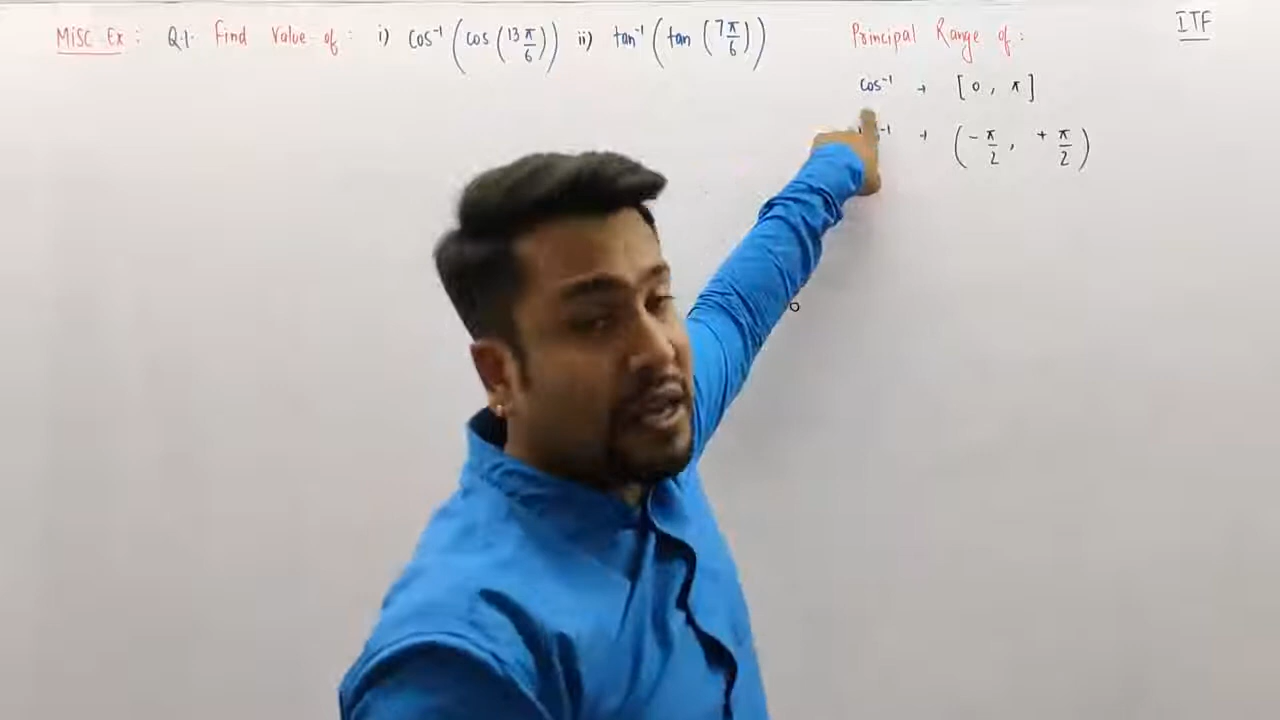 Misc Ex : Q.1. Find Value of : i) cos⁻¹(cos(13π/6)) ii) tan⁻¹(tan(7π/6))
Principal Range of :
cos⁻¹ → [0, π]
⁻¹ → (-π/2, +π/2)
ITF